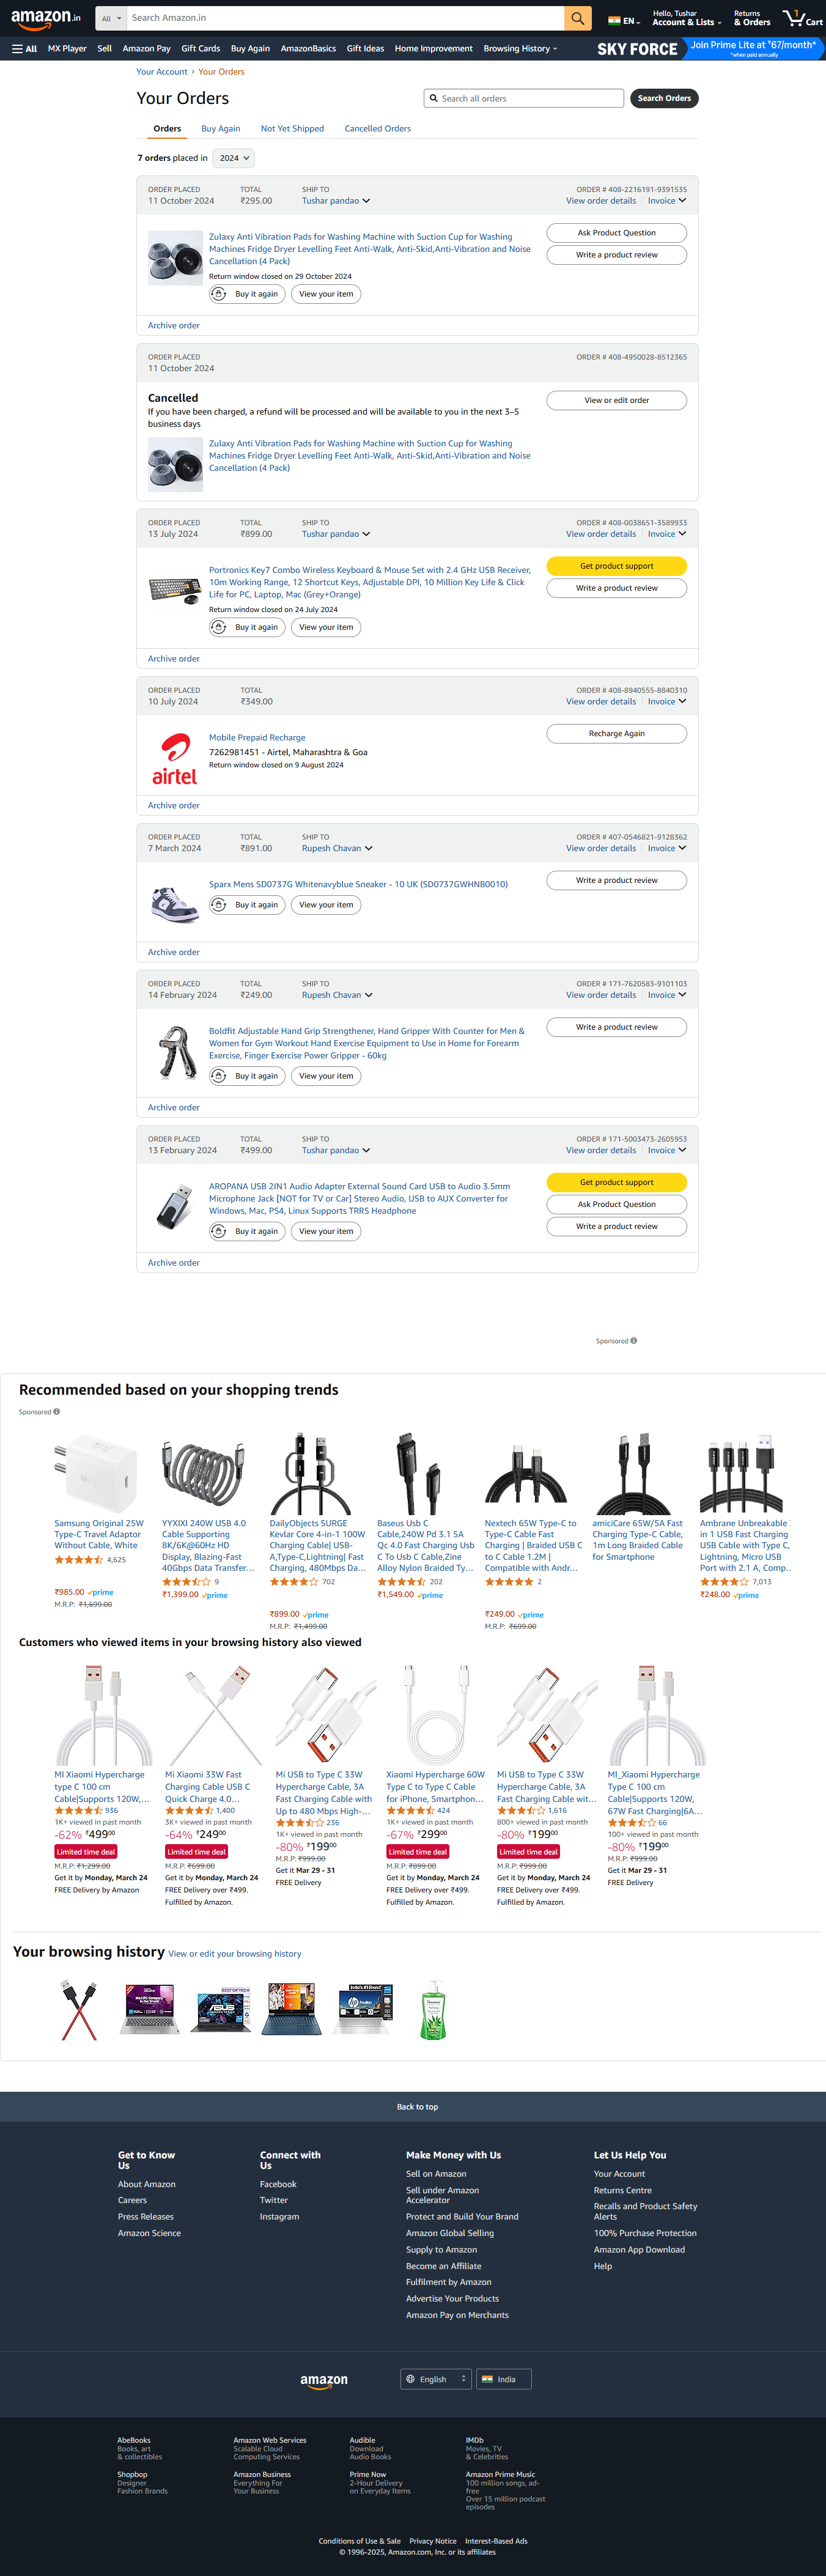 amazon.in
All
Search Amazon.in
EN
Hello, Tushar
Account & Lists
Returns
& Orders
1
Cart
All
MX Player
Sell
Amazon Pay
Gift Cards
Buy Again
AmazonBasics
Gift Ideas
Home Improvement
Browsing History
SKY FORCE
Join Prime Lite at ₹67/month*
*when paid annually
Your Account › Your Orders
Your Orders
Search all orders
Search Orders
Orders
Buy Again
Not Yet Shipped
Cancelled Orders
7 orders placed in
2024
ORDER PLACED
TOTAL
SHIP TO
ORDER # 408-2216191-9391535
11 October 2024
₹295.00
Tushar pandao
View order details
Invoice
Zulaxy Anti Vibration Pads for Washing Machine with Suction Cup for Washing
Machines Fridge Dryer Levelling Feet Anti-Walk, Anti-Skid,Anti-Vibration and Noise
Cancellation (4 Pack)
Return window closed on 29 October 2024
Buy it again
View your item
Ask Product Question
Write a product review
Archive order
ORDER PLACED
ORDER # 408-4950028-8512365
11 October 2024
Cancelled
If you have been charged, a refund will be processed and will be available to you in the next 3–5
business days
View or edit order
Zulaxy Anti Vibration Pads for Washing Machine with Suction Cup for Washing
Machines Fridge Dryer Levelling Feet Anti-Walk, Anti-Skid,Anti-Vibration and Noise
Cancellation (4 Pack)
ORDER PLACED
TOTAL
SHIP TO
ORDER # 408-0038651-3589933
13 July 2024
₹899.00
Tushar pandao
View order details
Invoice
Portronics Key7 Combo Wireless Keyboard & Mouse Set with 2.4 GHz USB Receiver,
10m Working Range, 12 Shortcut Keys, Adjustable DPI, 10 Million Key Life & Click
Life for PC, Laptop, Mac (Grey+Orange)
Return window closed on 24 July 2024
Buy it again
View your item
Get product support
Write a product review
Archive order
ORDER PLACED
TOTAL
ORDER # 408-8940555-8840310
10 July 2024
₹349.00
View order details
Invoice
airtel
Mobile Prepaid Recharge
7262981451 - Airtel, Maharashtra & Goa
Return window closed on 9 August 2024
Recharge Again
Archive order
ORDER PLACED
TOTAL
SHIP TO
ORDER # 407-0546821-9128362
7 March 2024
₹891.00
Rupesh Chavan
View order details
Invoice
Sparx Mens SD0737G Whitenavyblue Sneaker - 10 UK (SD0737GWHNB0010)
Buy it again
View your item
Write a product review
Archive order
ORDER PLACED
TOTAL
SHIP TO
ORDER # 171-7620583-9101103
14 February 2024
₹249.00
Rupesh Chavan
View order details
Invoice
Boldfit Adjustable Hand Grip Strengthener, Hand Gripper With Counter for Men &
Women for Gym Workout Hand Exercise Equipment to Use in Home for Forearm
Exercise, Finger Exercise Power Gripper - 60kg
Buy it again
View your item
Write a product review
Archive order
ORDER PLACED
TOTAL
SHIP TO
ORDER # 171-5003473-2605953
13 February 2024
₹499.00
Tushar pandao
View order details
Invoice
AROPANA USB 2IN1 Audio Adapter External Sound Card USB to Audio 3.5mm
Microphone Jack [NOT for TV or Car] Stereo Audio, USB to AUX Converter for
Windows, Mac, PS4, Linux Supports TRRS Headphone
Buy it again
View your item
Get product support
Ask Product Question
Write a product review
Archive order
Sponsored
Recommended based on your shopping trends
Sponsored
Samsung Original 25W
Type-C Travel Adaptor
Without Cable, White
4,625
₹985.00 prime
M.R.P.: ₹1,699.00
YYXIXI 240W USB 4.0
Cable Supporting
8K/6K@60Hz HD
Display, Blazing-Fast
40Gbps Data Transfer...
9
₹1,399.00 prime
DailyObjects SURGE
Kevlar Core 4-in-1 100W
Charging Cable| USB-
A,Type-C,Lightning| Fast
Charging, 480Mbps Da...
702
₹899.00 prime
M.R.P.: ₹1,499.00
Baseus Usb C
Cable,240W Pd 3.1 5A
Qc 4.0 Fast Charging Usb
C To Usb C Cable,Zine
Alloy Nylon Braided Ty...
202
₹1,549.00 prime
Nextech 65W Type-C to
Type-C Cable Fast
Charging | Braided USB C
to C Cable 1.2M |
Compatible with Andr...
2
₹249.00 prime
M.R.P.: ₹699.00
amiciCare 65W/5A Fast
Charging Type-C Cable,
1m Long Braided Cable
for Smartphone
Ambrane Unbreakable
in 1 USB Fast Charging
USB Cable with Type C,
Lightning, Micro USB
Port with 2.1 A, Comp..
7,013
₹248.00 prime
Customers who viewed items in your browsing history also viewed
MI Xiaomi Hypercharge
type C 100 cm
Cable|Supports 120W,...
936
1K+ viewed in past month
-62% ₹499.00
Limited time deal
M.R.P: ₹1,299.00
Get it by Monday, March 24
FREE Delivery by Amazon
Mi Xiaomi 33W Fast
Charging Cable USB C
Quick Charge 4.0...
1,400
3K+ viewed in past month
-64% ₹249.00
Limited time deal
M.R.P: ₹699.00
Get it by Monday, March 24
FREE Delivery over ₹499.
Fulfilled by Amazon.
Mi USB to Type C 33W
Hypercharge Cable, 3A
Fast Charging Cable with
Up to 480 Mbps High-...
236
1K+ viewed in past month
-80% ₹199.00
M.R.P: ₹999.00
Get it Mar 29 - 31
FREE Delivery
Xiaomi Hypercharge 60W
Type C to Type C Cable
for iPhone, Smartphon...
424
1K+ viewed in past month
-67% ₹299.00
Limited time deal
M.R.P: ₹899.00
Get it by Monday, March 24
FREE Delivery over ₹499.
Fulfilled by Amazon.
Mi USB to Type C 33W
Hypercharge Cable, 3A
Fast Charging Cable wit...
1,616
800+ viewed in past month
-80% ₹199.00
Limited time deal
M.R.P: ₹999.00
Get it by Monday, March 24
FREE Delivery over ₹499.
Fulfilled by Amazon.
MI_Xiaomi Hypercharge
Type C 100 cm
Cable|Supports 120W,
67W Fast Charging|6A...
66
100+ viewed in past month
-80% ₹199.00
M.R.P: ₹999.00
Get it Mar 29 - 31
FREE Delivery
Your browsing history View or edit your browsing history
Back to top
Get to Know
Us
About Amazon
Careers
Press Releases
Amazon Science
Connect with
Us
Facebook
Twitter
Instagram
Make Money with Us
Sell on Amazon
Sell under Amazon
Accelerator
Protect and Build Your Brand
Amazon Global Selling
Supply to Amazon
Become an Affiliate
Fulfilment by Amazon
Advertise Your Products
Amazon Pay on Merchants
Let Us Help You
Your Account
Returns Centre
Recalls and Product Safety
Alerts
100% Purchase Protection
Amazon App Download
Help
amazon
English
India
AbeBooks
Books, art
& collectibles
Amazon Web Services
Scalable Cloud
Computing Services
Audible
Download
Audio Books
IMDb
Movies, TV
& Celebrities
Shopbop
Designer
Fashion Brands
Amazon Business
Everything For
Your Business
Prime Now
2-Hour Delivery
on Everyday Items
Amazon Prime Music
100 million songs, ad-
free
Over 15 million podcast
episodes
Conditions of Use & Sale
Privacy Notice
Interest-Based Ads
© 1996-2025, Amazon.com, Inc. or its affiliates